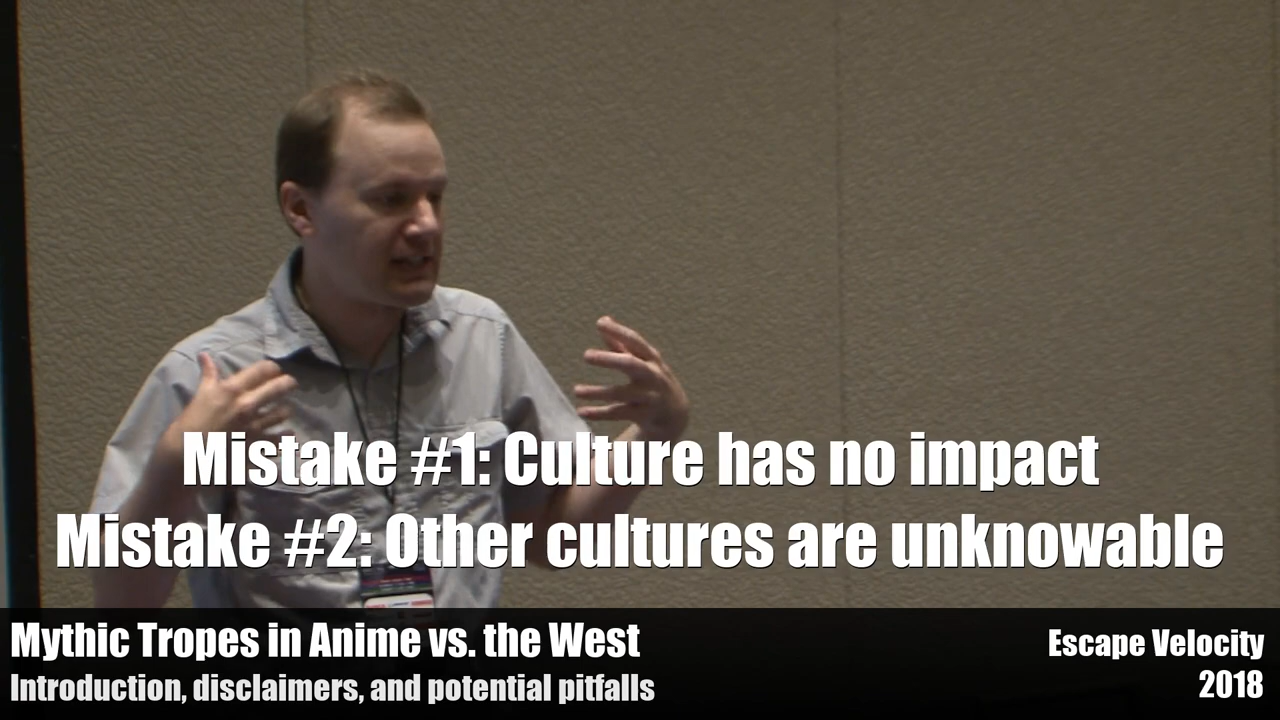 Mistake #1: Culture has no impact
Mistake #2: Other cultures are unknowable
Mythic Tropes in Anime vs. the West
Introduction, disclaimers, and potential pitfalls
Escape Velocity
2018